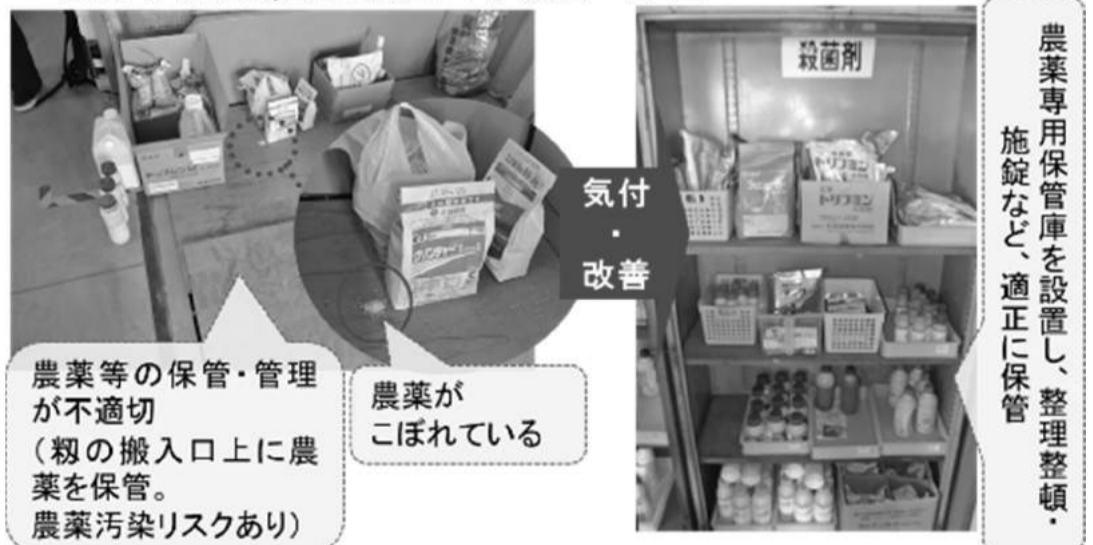 農薬等の保管・管理
が不適切
(籾の搬入口上に農
薬を保管。
農薬汚染リスクあり)
農薬が
こぼれている
気付
・
改善
殺菌剤
トリフミン
トリフミン
農薬専用保管庫を設置し、整理整頓・
施錠など、適正に保管